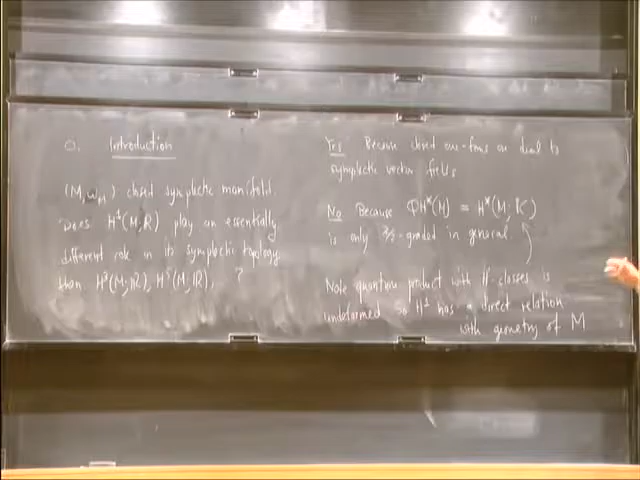 0. Introduction
(M, ω_M) closed symplectic manifold.
Does H¹(M,ℝ) play an essentially
different role in its symplectic topology
than H³(M,ℝ), H⁵(M,ℝ), ?
Yes Because closed one-forms are dual to
symplectic vector fields
No Because QH*(M) = H*(M, K)
is only ℤ/2-graded in general
Note quantum product with H¹-classes is
undeformed so H¹ has a direct relation
with geometry of M